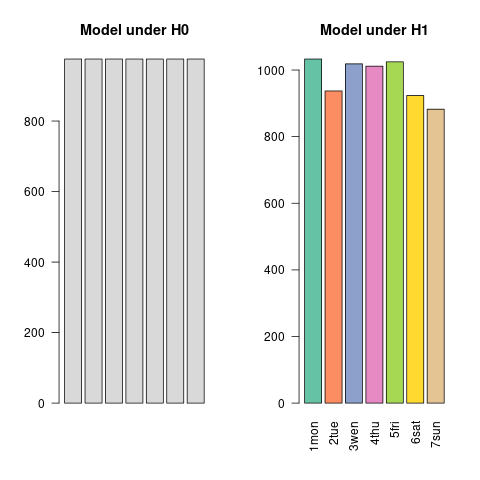 Model under H0
800
600
400
200
0
Model under H1
1000
800
600
400
200
0
1mon
2tue
3wen
4thu
5fri
6sat
7sun